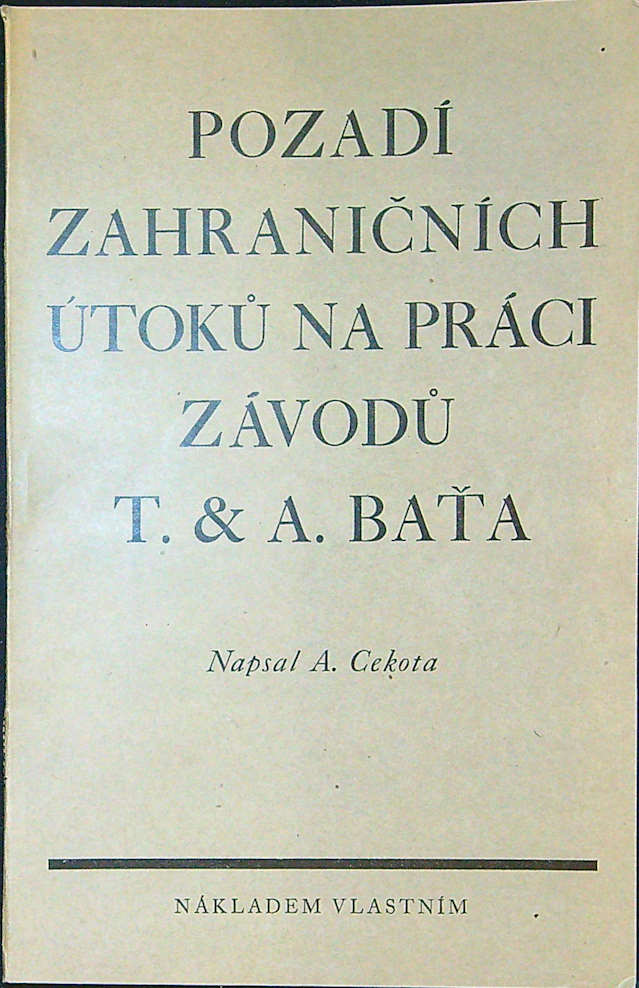 POZADÍ
ZAHRANIČNÍCH
ÚTOKŮ NA PRÁCI
ZÁVODŮ
T. & A. BAŤA
Napsal A. Cekota
NÁKLADEM VLASTNÍM